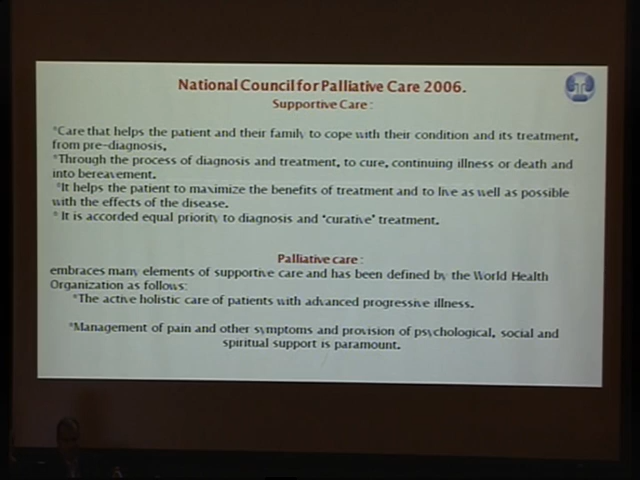 National Council for Palliative Care 2006.
Supportive Care :
*Care that helps the patient and their family to cope with their condition and its treatment,
from pre-diagnosis,
*Through the process of diagnosis and treatment, to cure, continuing illness or death and
into bereavement.
*It helps the patient to maximize the benefits of treatment and to live as well as possible
with the effects of the disease.
* It is accorded equal priority to diagnosis and 'curative' treatment.
Palliative care :
embraces many elements of supportive care and has been defined by the World Health
Organization as follows:
*The active holistic care of patients with advanced progressive illness.
*Management of pain and other symptoms and provision of psychological, social and
spiritual support is paramount.